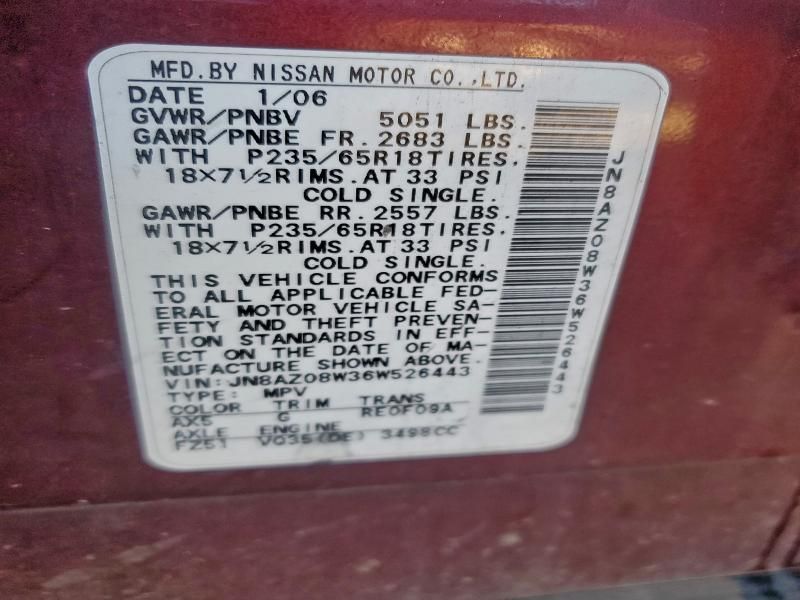 MFD.BY NISSAN MOTOR CO.,LTD.
DATE 1/06
GVWR/PNBV 5051 LBS.
GAWR/PNBE FR. 2683 LBS.
WITH P235/65R18TIRES.
18×7½RIMS.AT 33 PSI
COLD SINGLE.
GAWR/PNBE RR. 2557 LBS.
WITH P235/65R18TIRES.
18×7½RIMS.AT 33 PSI
COLD SINGLE.
THIS VEHICLE CONFORMS
TO ALL APPLICABLE FED-
ERAL MOTOR VEHICLE SA-
FETY AND THEFT PREVEN-
TION STANDARDS IN EFF-
ECT ON THE DATE OF MA-
NUFACTURE SHOWN ABOVE.
VIN: JN8AZ08W36W526443
TYPE: MPV
COLOR TRIM TRANS
AX5 G RE0F09A
AXLE ENGINE
FZ51 VQ35(DE) 3498CC
JN8AZ08W36W526443